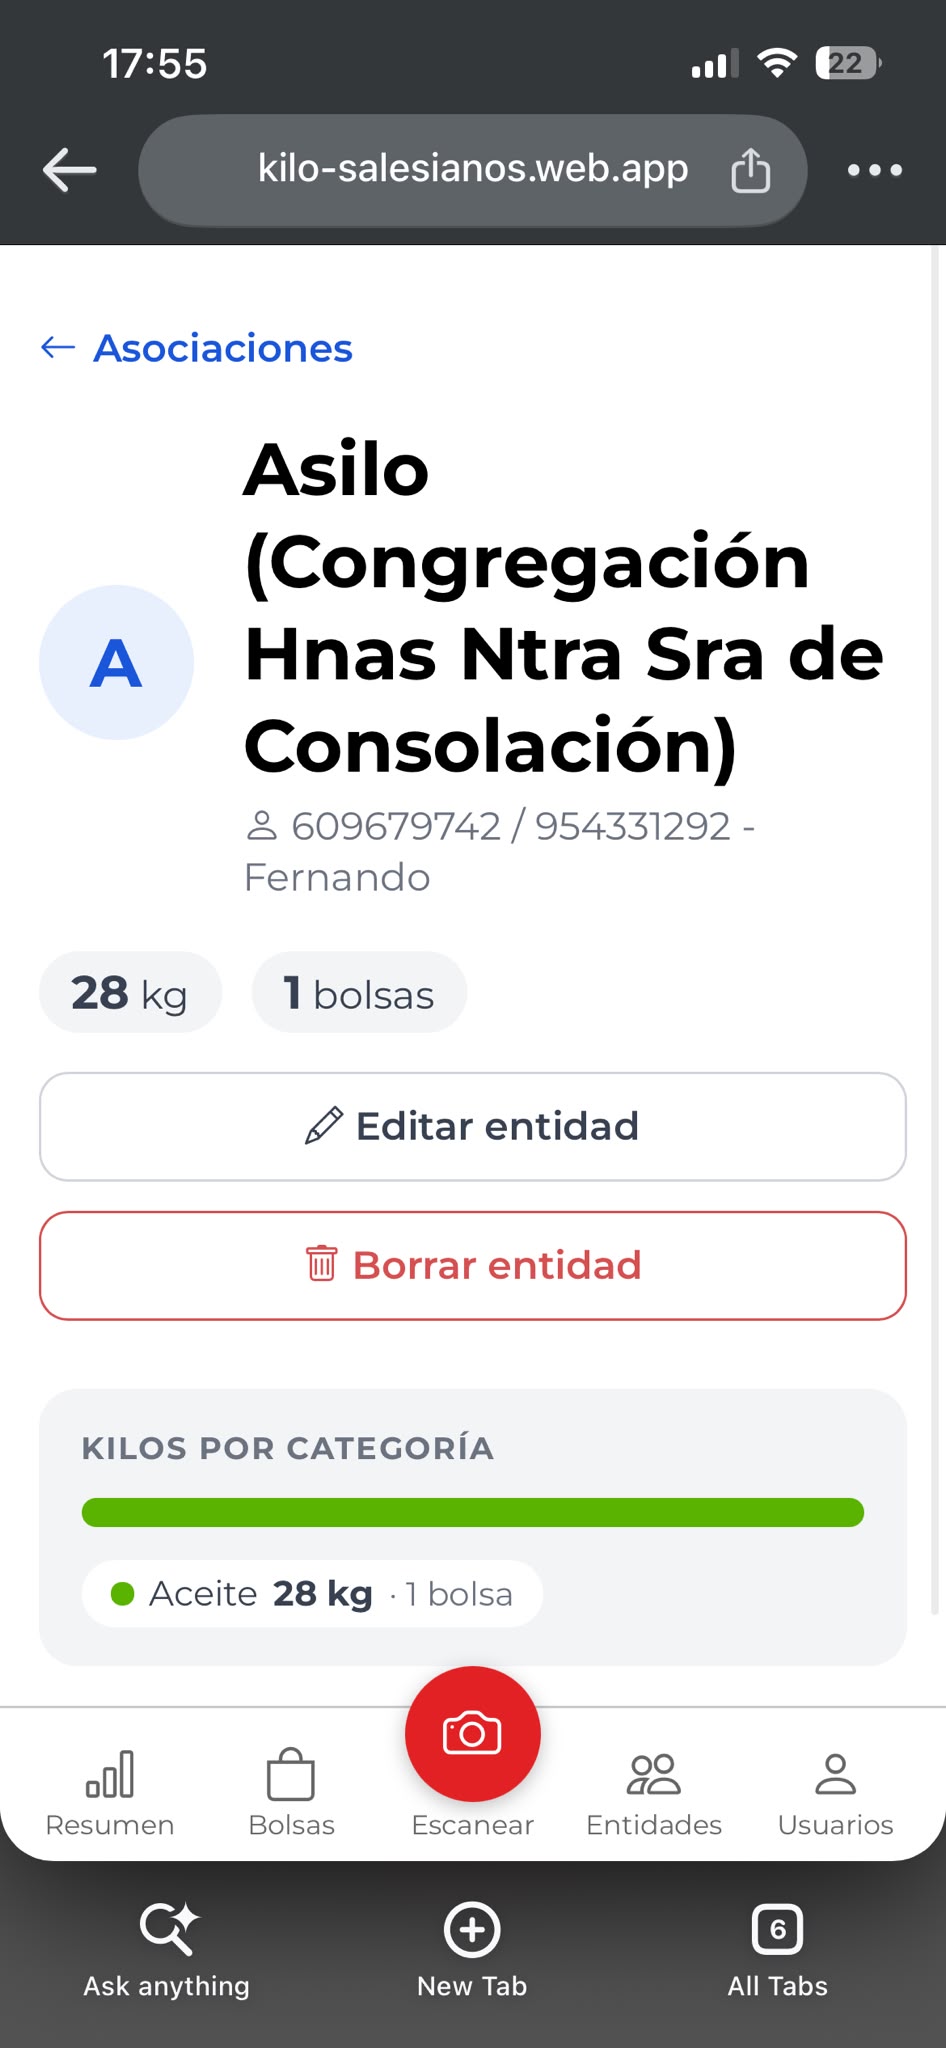 17:55
22
kilo-salesianos.web.app
Asociaciones
Asilo
(Congregación
Hnas Ntra Sra de
Consolación)
A
609679742 / 954331292 -
Fernando
28 kg
1 bolsas
Editar entidad
Borrar entidad
KILOS POR CATEGORÍA
Aceite 28 kg · 1 bolsa
Resumen
Bolsas
Escanear
Entidades
Usuarios
6
Ask anything
New Tab
All Tabs